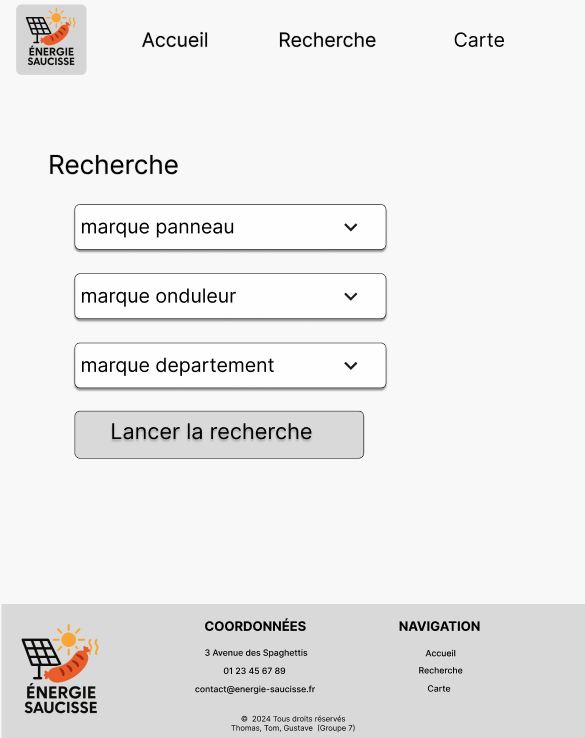 ÉNERGIE
SAUCISSE
Accueil
Recherche
Carte
Recherche
marque panneau
marque onduleur
marque departement
Lancer la recherche
ÉNERGIE
SAUCISSE
COORDONNÉES
3 Avenue des Spaghettis
01 23 45 67 89
contact@energie-saucisse.fr
NAVIGATION
Accueil
Recherche
Carte
© 2024 Tous droits réservés
Thomas, Tom, Gustave (Groupe 7)